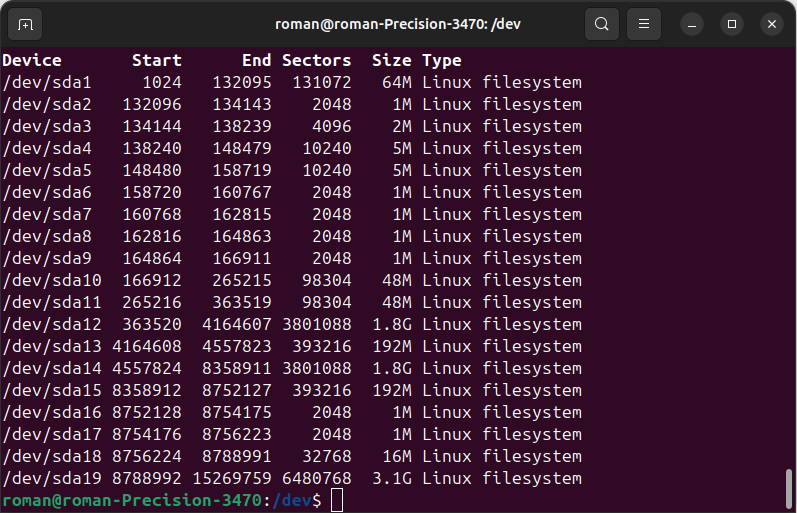 roman@roman-Precision-3470: /dev
Device       Start      End Sectors  Size Type
/dev/sda1     1024   132095  131072   64M Linux filesystem
/dev/sda2   132096   134143    2048    1M Linux filesystem
/dev/sda3   134144   138239    4096    2M Linux filesystem
/dev/sda4   138240   148479   10240    5M Linux filesystem
/dev/sda5   148480   158719   10240    5M Linux filesystem
/dev/sda6   158720   160767    2048    1M Linux filesystem
/dev/sda7   160768   162815    2048    1M Linux filesystem
/dev/sda8   162816   164863    2048    1M Linux filesystem
/dev/sda9   164864   166911    2048    1M Linux filesystem
/dev/sda10  166912   265215   98304   48M Linux filesystem
/dev/sda11  265216   363519   98304   48M Linux filesystem
/dev/sda12  363520  4164607 3801088  1.8G Linux filesystem
/dev/sda13 4164608  4557823  393216  192M Linux filesystem
/dev/sda14 4557824  8358911 3801088  1.8G Linux filesystem
/dev/sda15 8358912  8752127  393216  192M Linux filesystem
/dev/sda16 8752128  8754175    2048    1M Linux filesystem
/dev/sda17 8754176  8756223    2048    1M Linux filesystem
/dev/sda18 8756224  8788991   32768   16M Linux filesystem
/dev/sda19 8788992 15269759 6480768  3.1G Linux filesystem
roman@roman-Precision-3470:/dev$